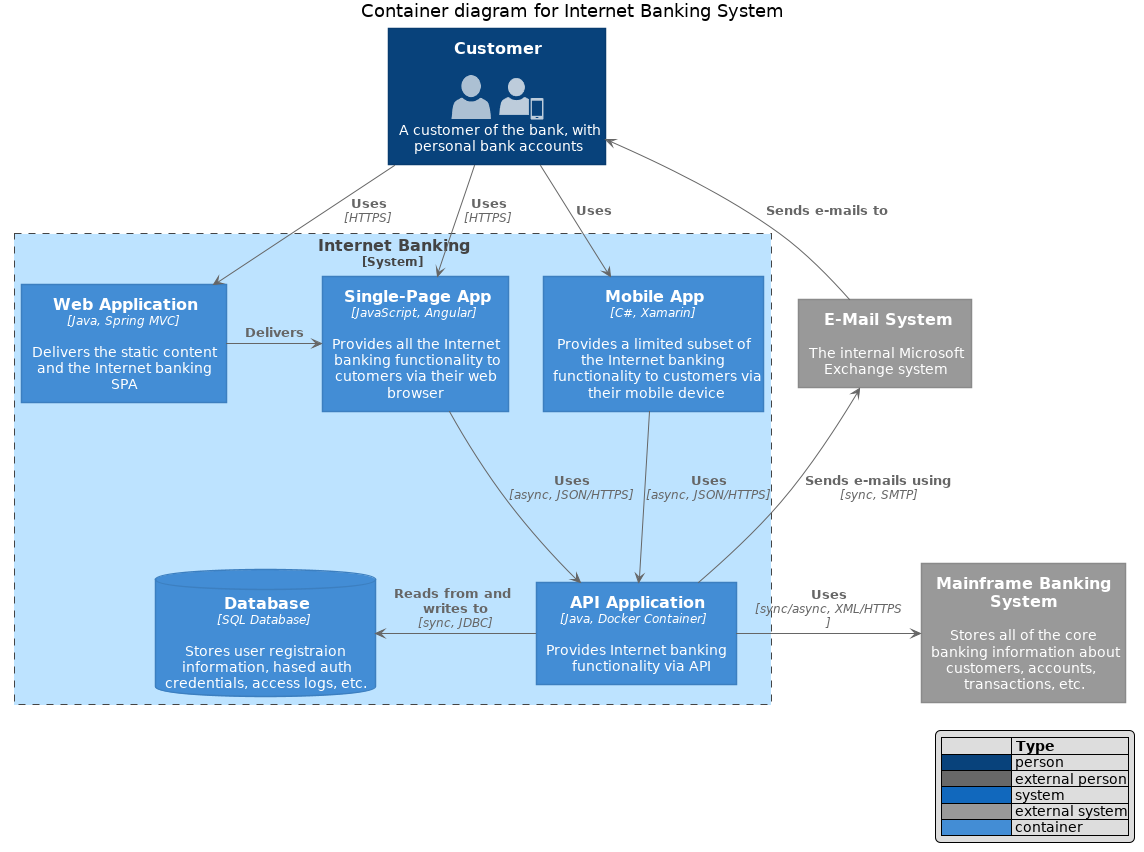 Container diagram for Internet Banking System
Customer
A customer of the bank, with
personal bank accounts
Uses
[HTTPS]
Uses
[HTTPS]
Uses
Sends e-mails to
Internet Banking
[System]
Web Application
[Java, Spring MVC]
Delivers the static content
and the Internet banking
SPA
Delivers
Single-Page App
[JavaScript, Angular]
Provides all the Internet
banking functionality to
cutomers via their web
browser
Mobile App
[C#, Xamarin]
Provides a limited subset of
the Internet banking
functionality to customers via
their mobile device
E-Mail System
The internal Microsoft
Exchange system
Uses
[async, JSON/HTTPS]
Uses
[async, JSON/HTTPS]
Sends e-mails using
[sync, SMTP]
Database
[SQL Database]
Stores user registraion
information, hased auth
credentials, access logs, etc.
Reads from and
writes to
[sync, JDBC]
API Application
[Java, Docker Container]
Provides Internet banking
functionality via API
Uses
[sync/async, XML/HTTPS
]
Mainframe Banking
System
Stores all of the core
banking information about
customers, accounts,
transactions, etc.
Type
person
external person
system
external system
container